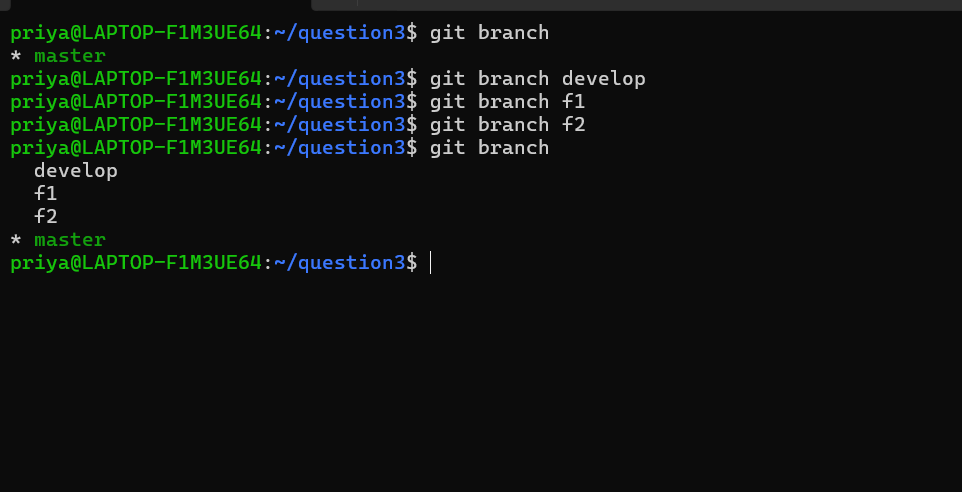 priya@LAPTOP-F1M3UE64:~/question3$ git branch
* master
priya@LAPTOP-F1M3UE64:~/question3$ git branch develop
priya@LAPTOP-F1M3UE64:~/question3$ git branch f1
priya@LAPTOP-F1M3UE64:~/question3$ git branch f2
priya@LAPTOP-F1M3UE64:~/question3$ git branch
  develop
  f1
  f2
* master
priya@LAPTOP-F1M3UE64:~/question3$